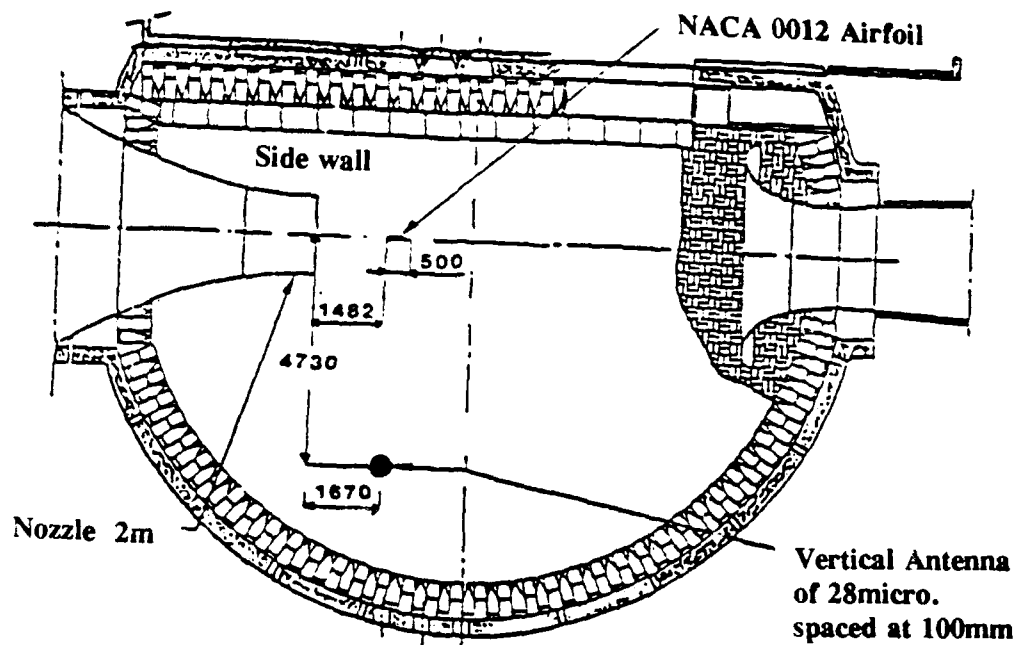 NACA 0012 Airfoil
Side wall
500
1482
4730
1670
Nozzle 2m
Vertical Antenna
of 28micro.
spaced at 100mm